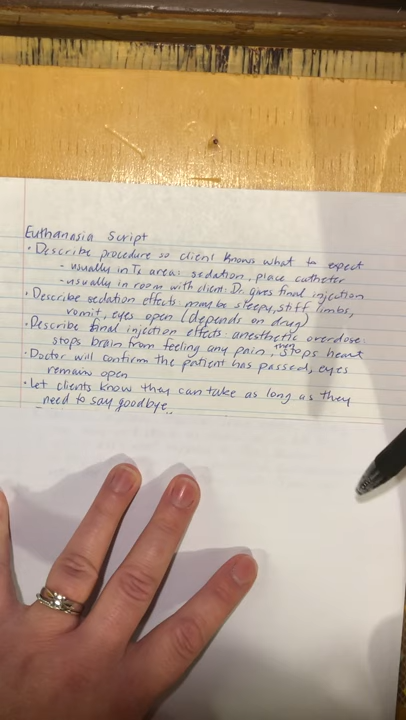 Euthanasia Script
• Describe procedure so client knows what to expect
- usually in Tx area: sedation, place catheter
- usually in room with client: Dr. gives final injection
• Describe sedation effects: may be sleepy, stiff limbs,
vomit, eyes open (depends on drug)
• Describe final injection effects: anesthetic overdose:
stops brain from feeling any pain, then stops heart
• Doctor will confirm the patient has passed, eyes
remain open
• Let clients know they can take as long as they
need to say goodbye.